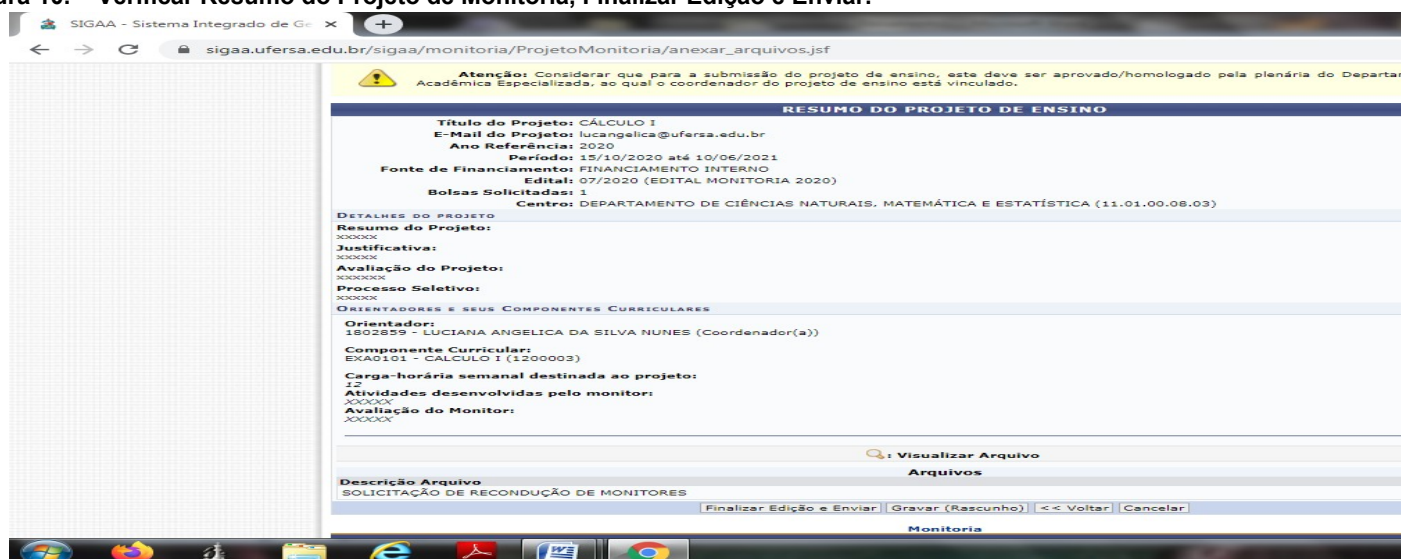 Verificar Resumo do Projeto de Monitoria, Finalizar Edição e Enviar.
SIGAA - Sistema Integrado de Ge
sigaa.ufersa.edu.br/sigaa/monitoria/ProjetoMonitoria/anexar_arquivos.jsf
Atenção: Considerar que para a submissão do projeto de ensino, este deve ser aprovado/homologado pela plenária do Departa
Acadêmica Especializada, ao qual o coordenador do projeto de ensino está vinculado.
RESUMO DO PROJETO DE ENSINO
Título do Projeto: CÁLCULO I
E-Mail do Projeto: lucangelica@ufersa.edu.br
Ano Referência: 2020
Período: 15/10/2020 até 10/06/2021
Fonte de Financiamento: FINANCIAMENTO INTERNO
Edital: 07/2020 (EDITAL MONITORIA 2020)
Bolsas Solicitadas: 1
Centro: DEPARTAMENTO DE CIÊNCIAS NATURAIS, MATEMÁTICA E ESTATÍSTICA (11.01.00.08.03)
DETALHES DO PROJETO
Resumo do Projeto:
xxxxx
Justificativa:
xxxxx
Avaliação do Projeto:
xxxxxx
Processo Seletivo:
xxxxx
ORIENTADORES E SEUS COMPONENTES CURRICULARES
Orientador:
1802859 - LUCIANA ANGELICA DA SILVA NUNES (Coordenador(a))
Componente Curricular:
EXA0101 - CALCULO I (1200003)
Carga-horária semanal destinada ao projeto:
12
Atividades desenvolvidas pelo monitor:
XXXXX
Avaliação do Monitor:
XXXXX
: Visualizar Arquivo
Arquivos
Descrição Arquivo
SOLICITAÇÃO DE RECONDUÇÃO DE MONITORES
Finalizar Edição e Enviar Gravar (Rascunho) << Voltar Cancelar
Monitoria